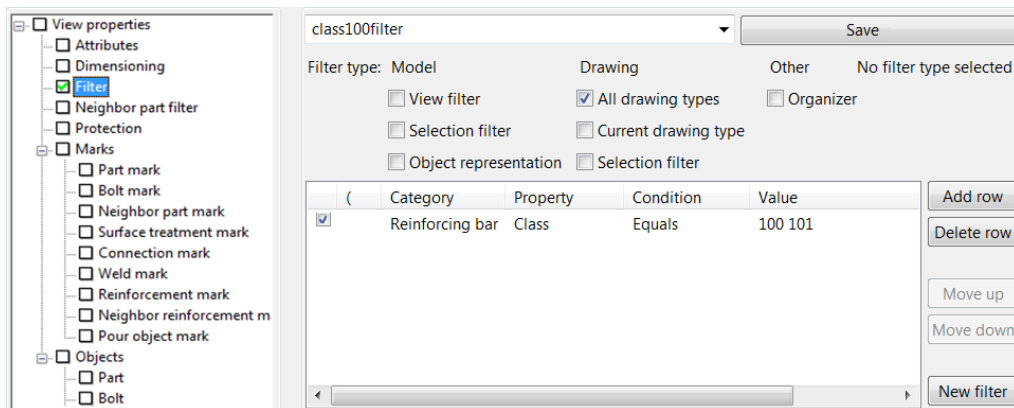 View properties
Attributes
Dimensioning
Filter
Neighbor part filter
Protection
Marks
Part mark
Bolt mark
Neighbor part mark
Surface treatment mark
Connection mark
Weld mark
Reinforcement mark
Neighbor reinforcement m
Pour object mark
Objects
Part
Bolt
class100filter
Save
Filter type: Model Drawing Other No filter type selected
View filter All drawing types Organizer
Selection filter Current drawing type
Object representation Selection filter
( Category Property Condition Value
Reinforcing bar Class Equals 100 101
Add row
Delete row
Move up
Move down
New filter